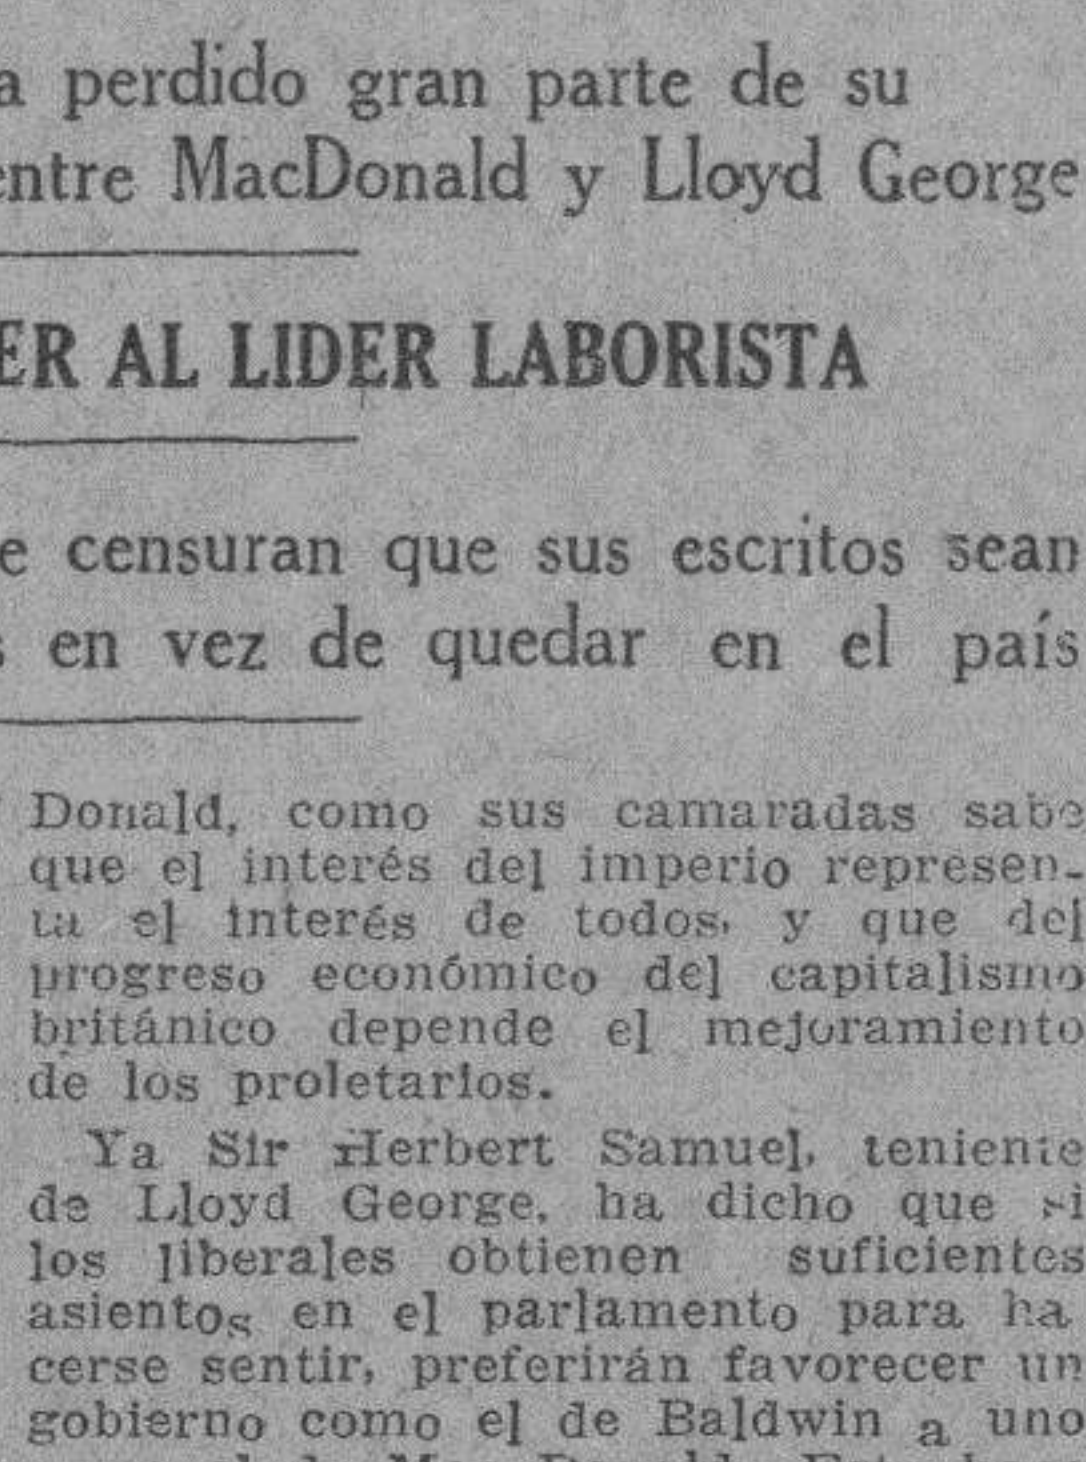 a perdido gran parte de su
entre MacDonald y Lloyd George
ER AL LIDER LABORISTA
e censuran que sus escritos sean
s en vez de quedar en el país
Donald, como sus camaradas sabe
que el interés del imperio represen-
ta el interés de todos, y que del
progreso económico del capitalismo
británico depende el mejoramiento
de los proletarios.
Ya Sir Herbert Samuel, teniente
de Lloyd George, ha dicho que si
los liberales obtienen suficientes
asientos en el parlamento para ha
cerse sentir, preferirán favorecer un
gobierno como el de Baldwin a uno